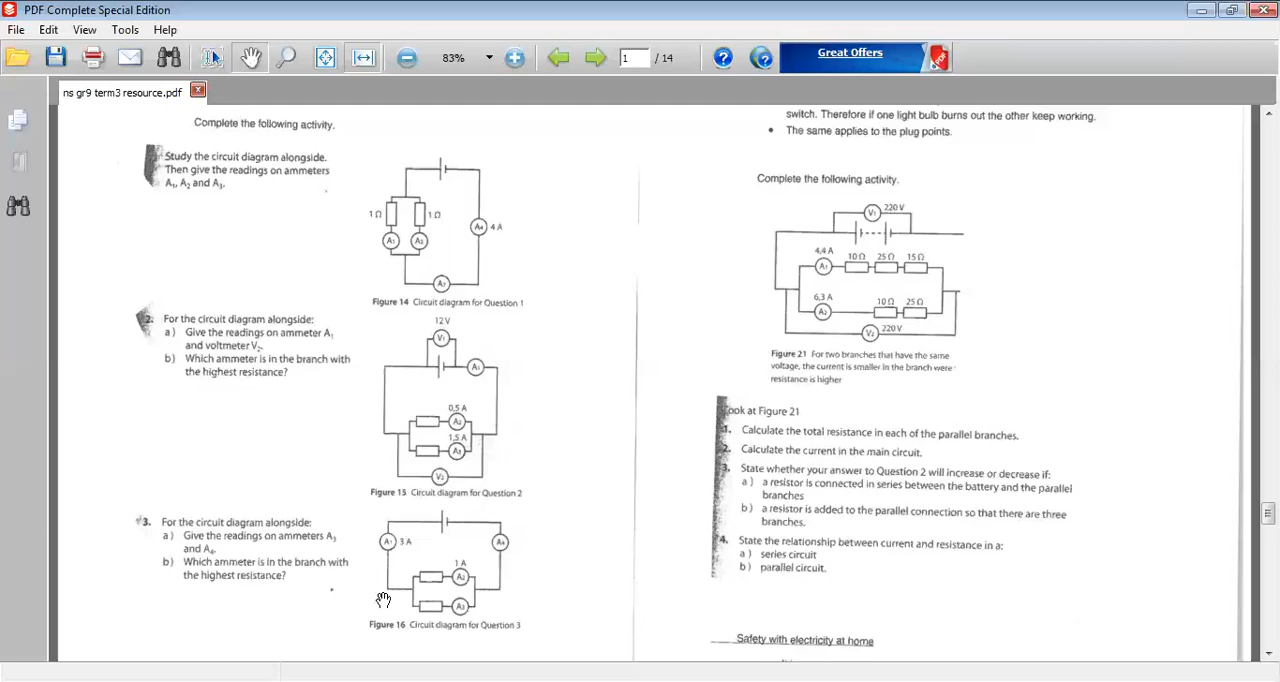 PDF Complete Special Edition
File Edit View Tools Help
83%
1 / 14
Great Offers
ns gr9 term3 resource.pdf
Complete the following activity.
Study the circuit diagram alongside.
Then give the readings on ammeters
A₁, A₂ and A₃.
1 Ω
1 Ω
A₁
A₂
A₄ 4 A
Figure 14 Circuit diagram for Question 1
2. For the circuit diagram alongside:
a) Give the readings on ammeter A₁
and voltmeter V₂.
b) Which ammeter is in the branch with
the highest resistance?
12 V
V₁
A₁
0,5 A
A₂
1,5 A
A₃
V₂
Figure 15 Circuit diagram for Question 2
3. For the circuit diagram alongside:
a) Give the readings on ammeters A₃
and A₄.
b) Which ammeter is in the branch with
the highest resistance?
A₁ 3 A
A₄
1 A
A₂
A₃
Figure 16 Circuit diagram for Question 3
switch. Therefore if one light bulb burns out the other keep working.
• The same applies to the plug points.
Complete the following activity.
V₁ 220 V
4,4 A
10 Ω 25 Ω 15 Ω
A₁
6,3 A
10 Ω 25 Ω
A₂
V₂ 220 V
Figure 21 For two branches that have the same
voltage, the current is smaller in the branch were
resistance is higher
Look at Figure 21
1. Calculate the total resistance in each of the parallel branches.
2. Calculate the current in the main circuit.
3. State whether your answer to Question 2 will increase or decrease if:
a) a resistor is connected in series between the battery and the parallel
branches
b) a resistor is added to the parallel connection so that there are three
branches.
4. State the relationship between current and resistance in a:
a) series circuit
b) parallel circuit.
Safety with electricity at home